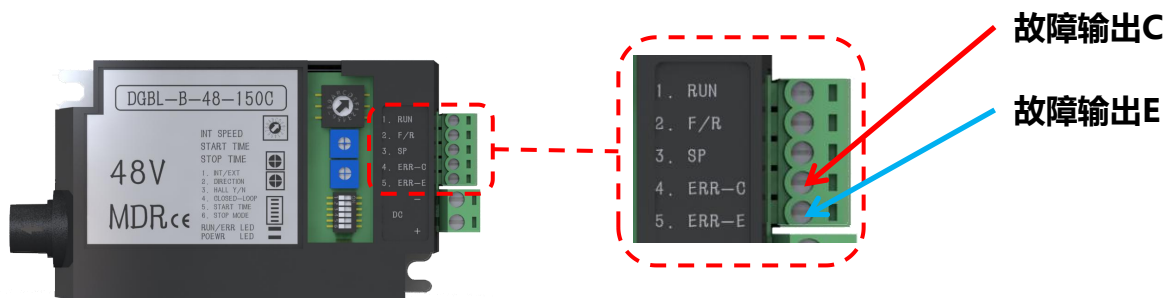 DGBL-B-48-150C
48V
MDR CE
INT SPEED
START TIME
STOP TIME
1. INT/EXT
2. DIRECTION
3. HALL Y/N
4. CLOSED-LOOP
5. START TIME
6. STOP MODE
RUN/ERR LED
POEWR LED
1. RUN
2. F/R
3. SP
4. ERR-C
5. ERR-E
-
DC
+
1. RUN
2. F/R
3. SP
4. ERR-C
5. ERR-E
故障输出C
故障输出E